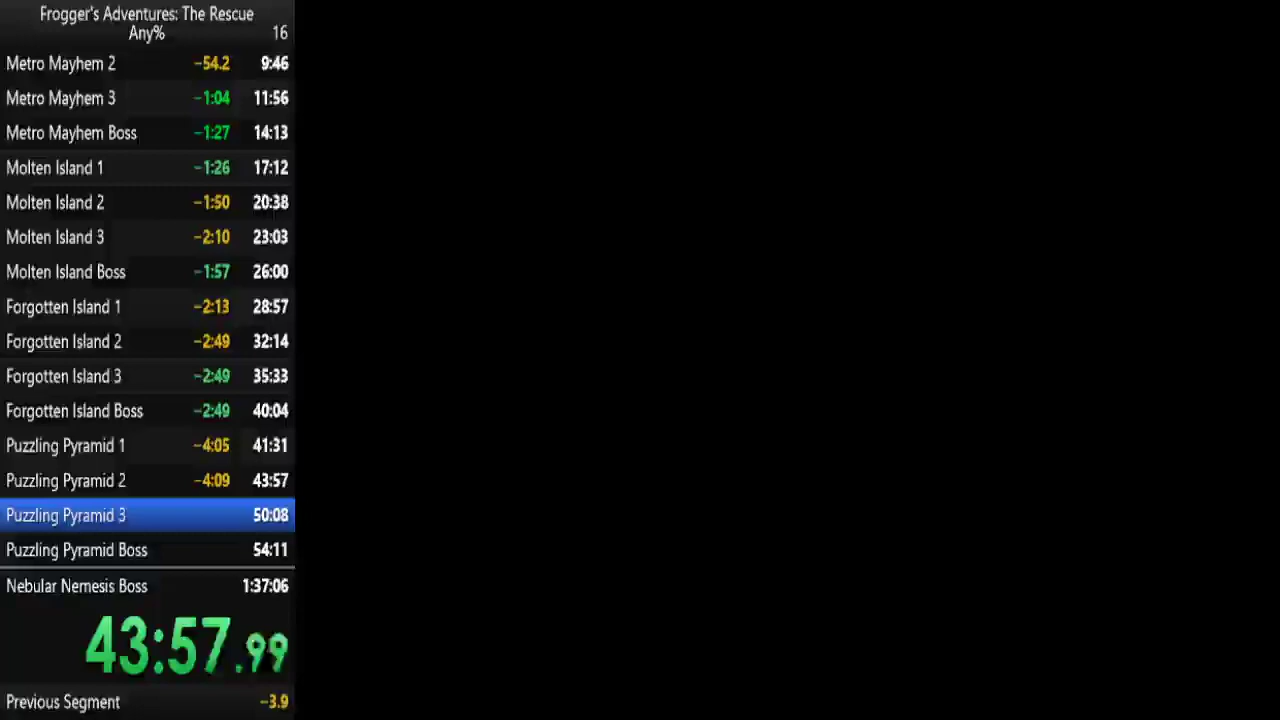 Frogger's Adventures: The Rescue
Any% 16
Metro Mayhem 2 −54.2 9:46
Metro Mayhem 3 −1:04 11:56
Metro Mayhem Boss −1:27 14:13
Molten Island 1 −1:26 17:12
Molten Island 2 −1:50 20:38
Molten Island 3 −2:10 23:03
Molten Island Boss −1:57 26:00
Forgotten Island 1 −2:13 28:57
Forgotten Island 2 −2:49 32:14
Forgotten Island 3 −2:49 35:33
Forgotten Island Boss −2:49 40:04
Puzzling Pyramid 1 −4:05 41:31
Puzzling Pyramid 2 −4:09 43:57
Puzzling Pyramid 3 50:08
Puzzling Pyramid Boss 54:11
Nebular Nemesis Boss 1:37:06
43:57.99
Previous Segment −3.9